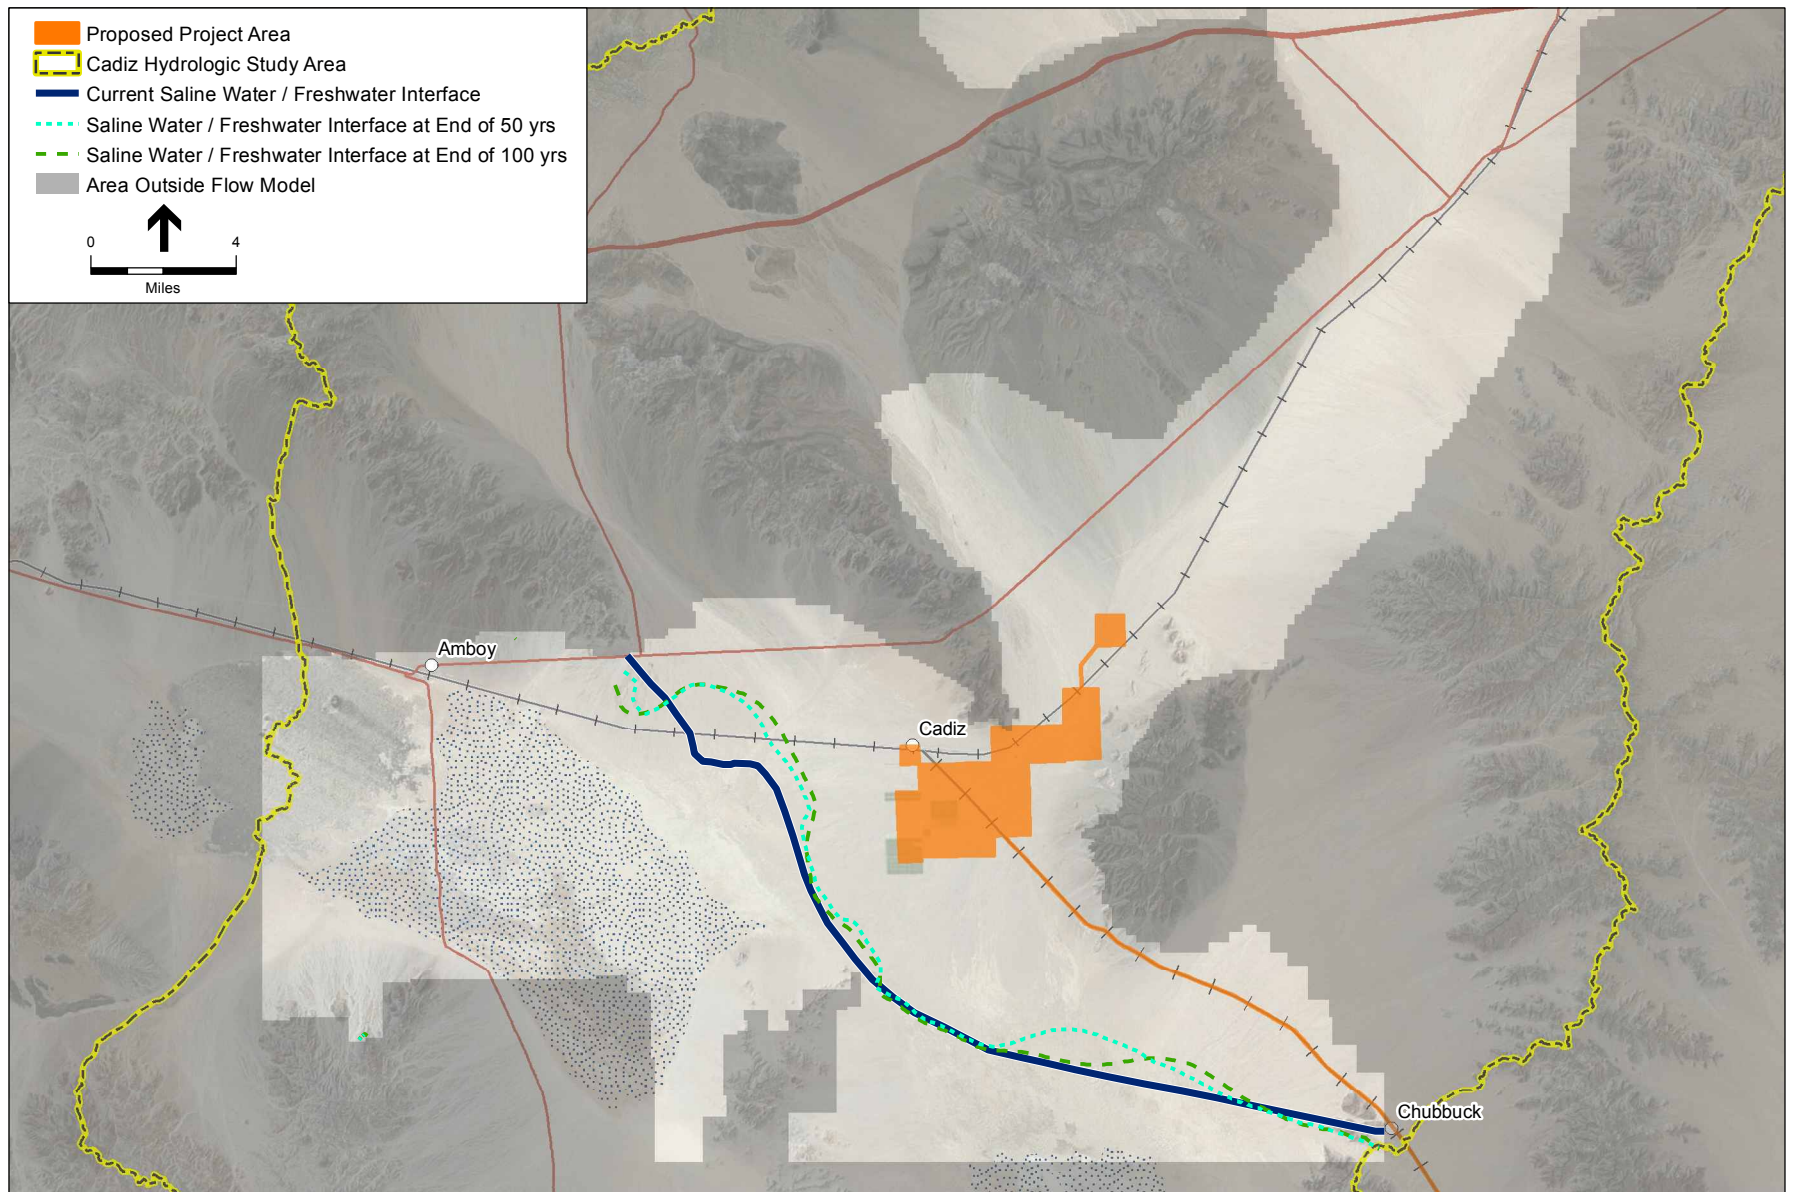 Proposed Project Area
Cadiz Hydrologic Study Area
Current Saline Water / Freshwater Interface
Saline Water / Freshwater Interface at End of 50 yrs
Saline Water / Freshwater Interface at End of 100 yrs
Area Outside Flow Model
0 4
Miles
Amboy
Cadiz
Chubbuck